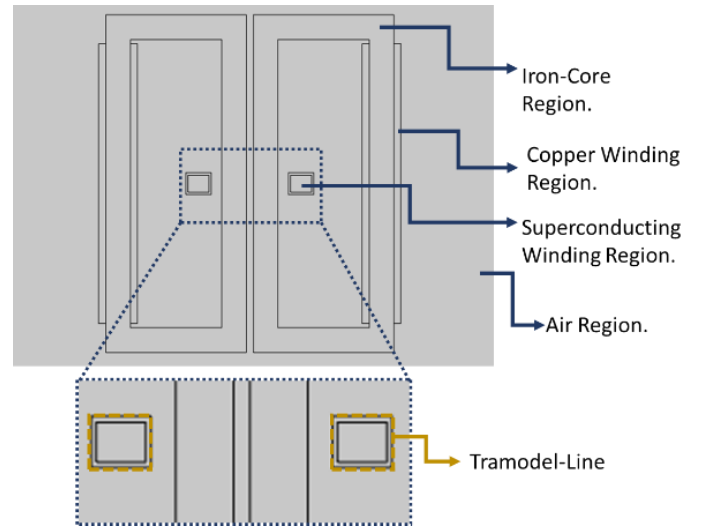 Iron-Core
Region.
Copper Winding
Region.
Superconducting
Winding Region.
Air Region.
Tramodel-Line